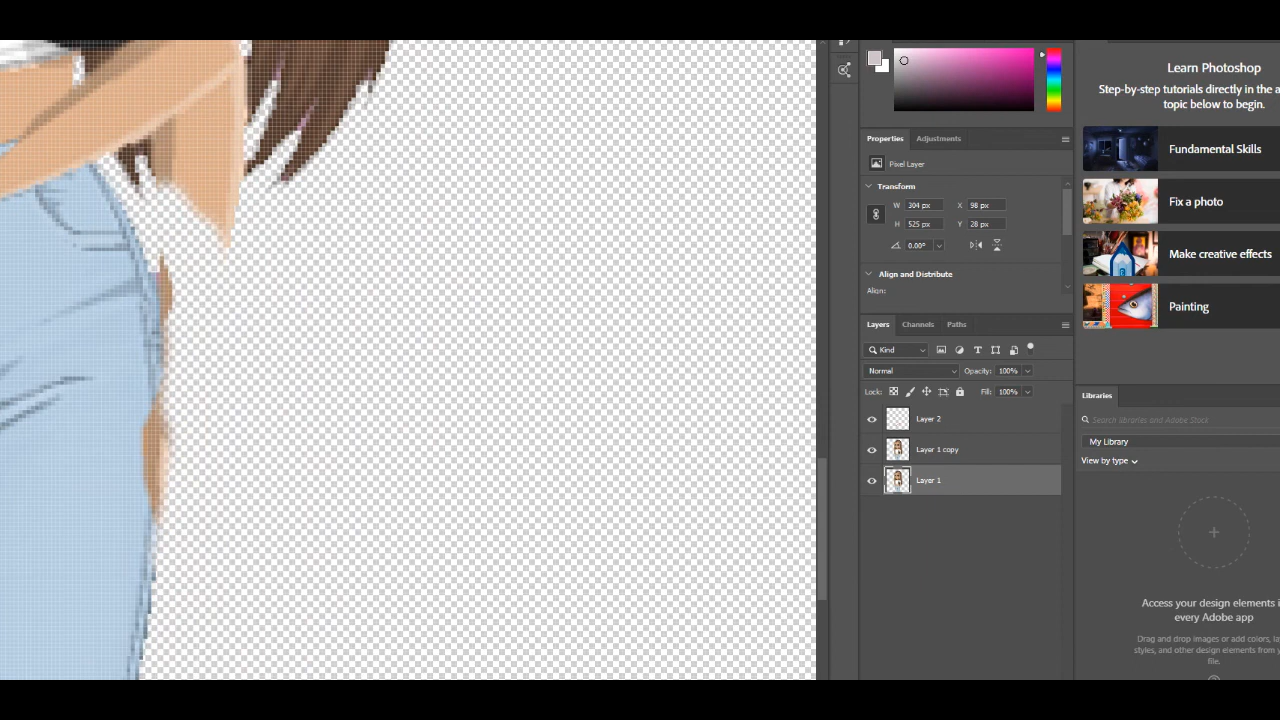 Learn Photoshop
Step-by-step tutorials directly in the a
topic below to begin.
Properties
Adjustments
Pixel Layer
Fundamental Skills
Transform
W 304 px X 98 px
Fix a photo
H 525 px Y 28 px
0.00°
Make creative effects
Align and Distribute
Align:
Painting
Layers
Channels
Paths
Kind
Normal
Opacity: 100%
Lock:
Fill: 100%
Libraries
Layer 2
Search libraries and Adobe Stock
My Library
Layer 1 copy
View by type
Layer 1
Access your design elements i
every Adobe app
Drag and drop images or add colors, la
styles, and other design elements from y
file.